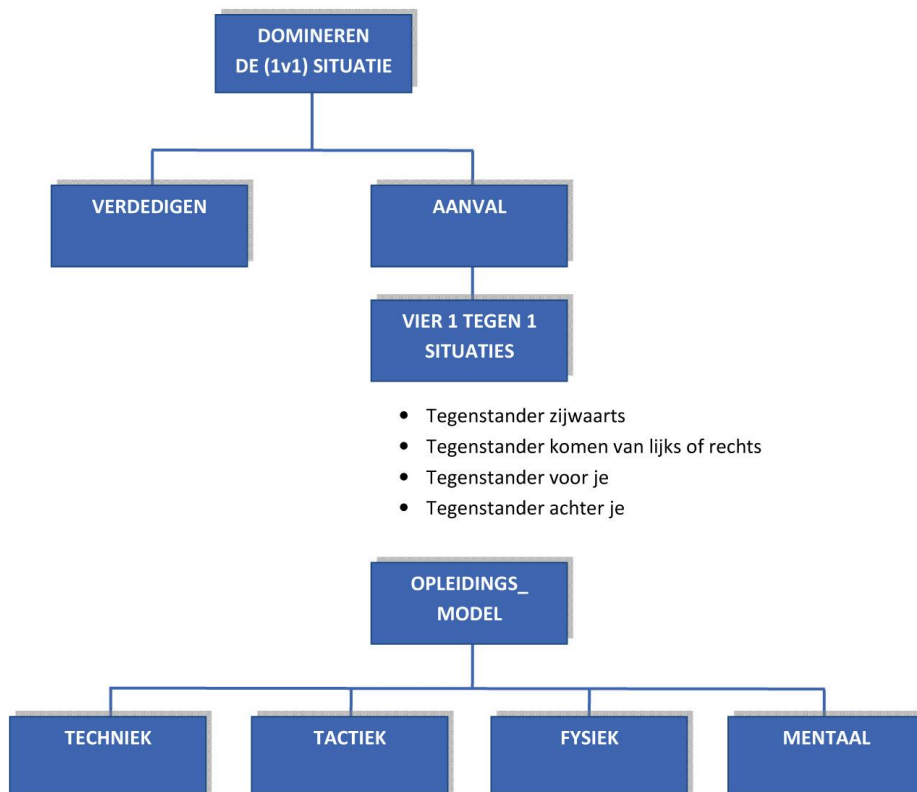 DOMINEREN
DE (1v1) SITUATIE
VERDEDIGEN
AANVAL
VIER 1 TEGEN 1
SITUATIES
• Tegenstander zijwaarts
• Tegenstander komen van lijks of rechts
• Tegenstander voor je
• Tegenstander achter je
OPLEIDINGS_
MODEL
TECHNIEK
TACTIEK
FYSIEK
MENTAAL